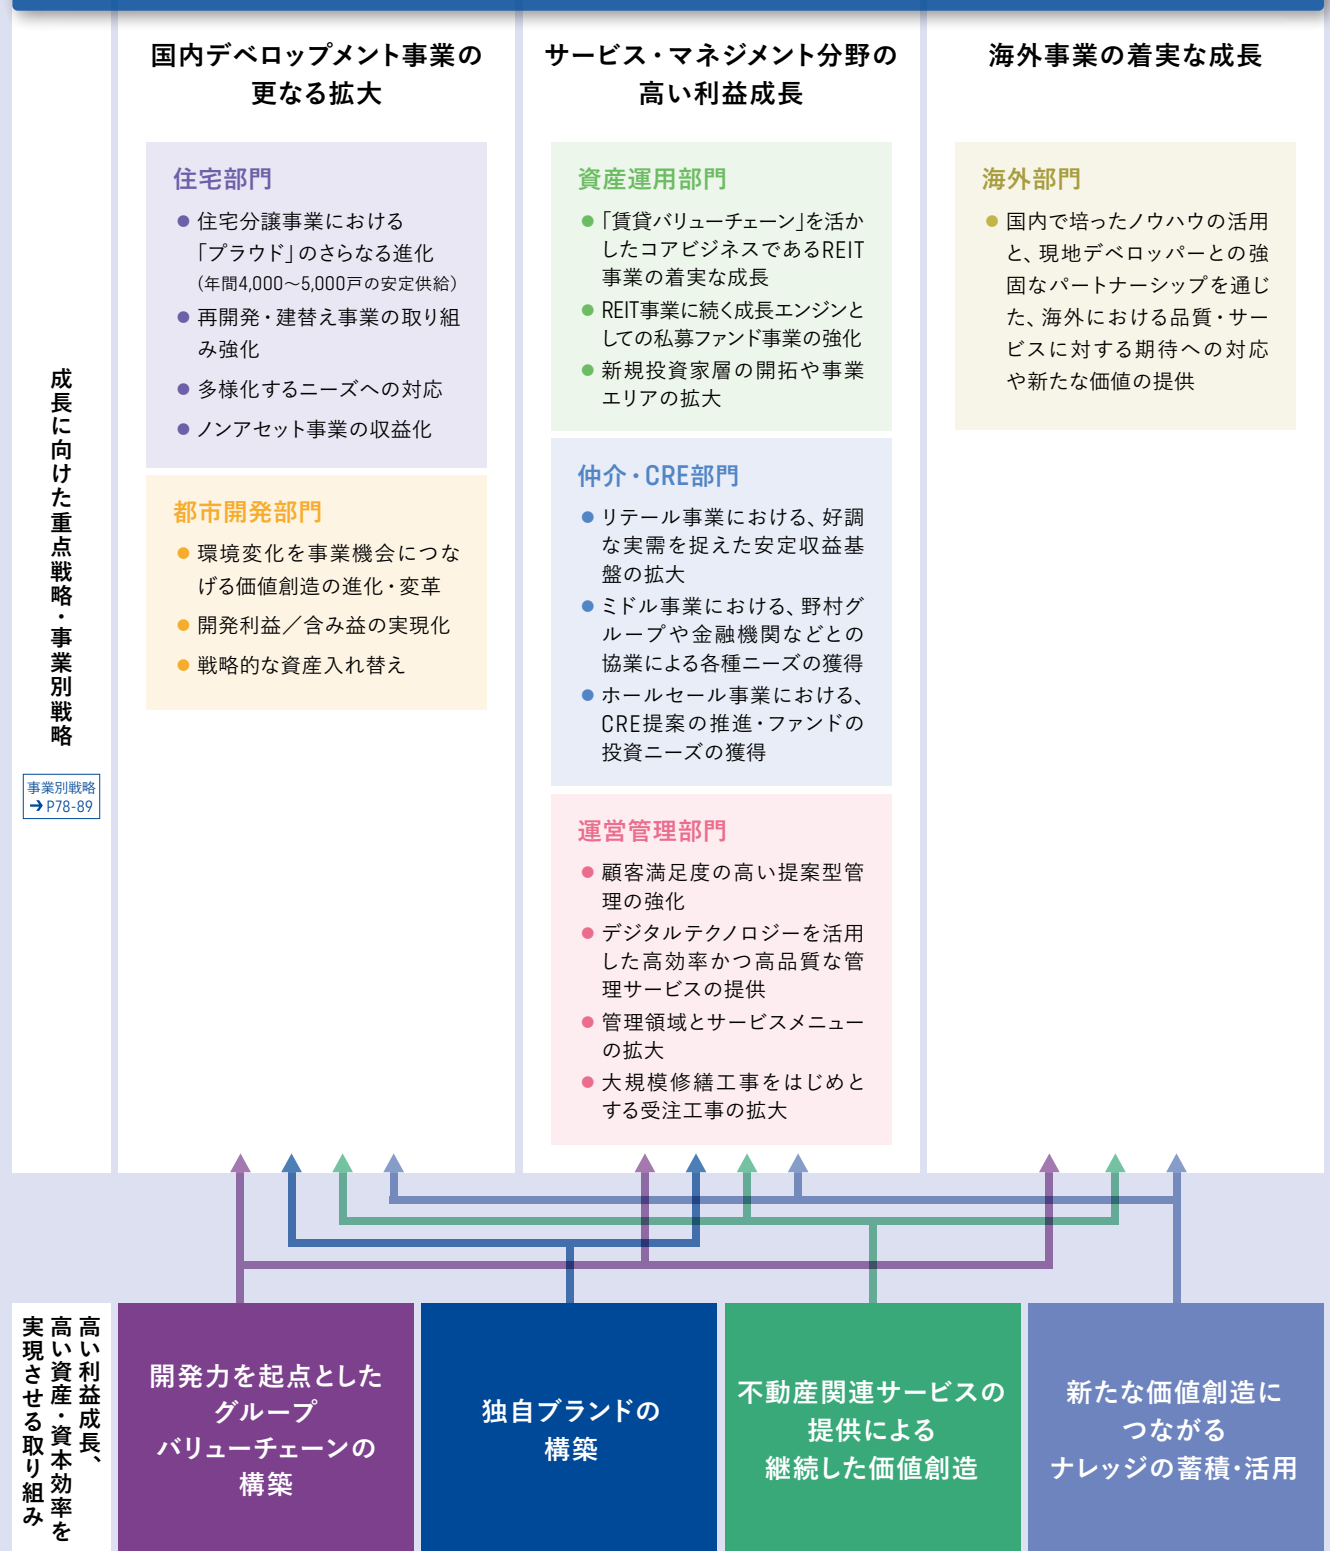 成長に向けた重点戦略・事業別戦略
事業別戦略
→ P78-89
国内デベロップメント事業の
更なる拡大
住宅部門
● 住宅分譲事業における
「プラウド」のさらなる進化
（年間4,000～5,000戸の安定供給）
● 再開発・建替え事業の取り組
み強化
● 多様化するニーズへの対応
● ノンアセット事業の収益化
都市開発部門
● 環境変化を事業機会につな
げる価値創造の進化・変革
● 開発利益／含み益の実現化
● 戦略的な資産入れ替え
サービス・マネジメント分野の
高い利益成長
資産運用部門
● 「賃貸バリューチェーン」を活か
したコアビジネスであるREIT
事業の着実な成長
● REIT事業に続く成長エンジンと
しての私募ファンド事業の強化
● 新規投資家層の開拓や事業
エリアの拡大
仲介・CRE部門
● リテール事業における、好調
な実需を捉えた安定収益基
盤の拡大
● ミドル事業における、野村グ
ループや金融機関などとの
協業による各種ニーズの獲得
● ホールセール事業における、
CRE提案の推進・ファンドの
投資ニーズの獲得
運営管理部門
● 顧客満足度の高い提案型管
理の強化
● デジタルテクノロジーを活用
した高効率かつ高品質な管
理サービスの提供
● 管理領域とサービスメニュー
の拡大
● 大規模修繕工事をはじめと
する受注工事の拡大
海外事業の着実な成長
海外部門
● 国内で培ったノウハウの活用
と、現地デベロッパーとの強
固なパートナーシップを通じ
た、海外における品質・サー
ビスに対する期待への対応
や新たな価値の提供
高い利益成長、
高い資産・資本効率を
実現させる取り組み
開発力を起点とした
グループ
バリューチェーンの
構築
独自ブランドの
構築
不動産関連サービスの
提供による
継続した価値創造
新たな価値創造に
つながる
ナレッジの蓄積・活用